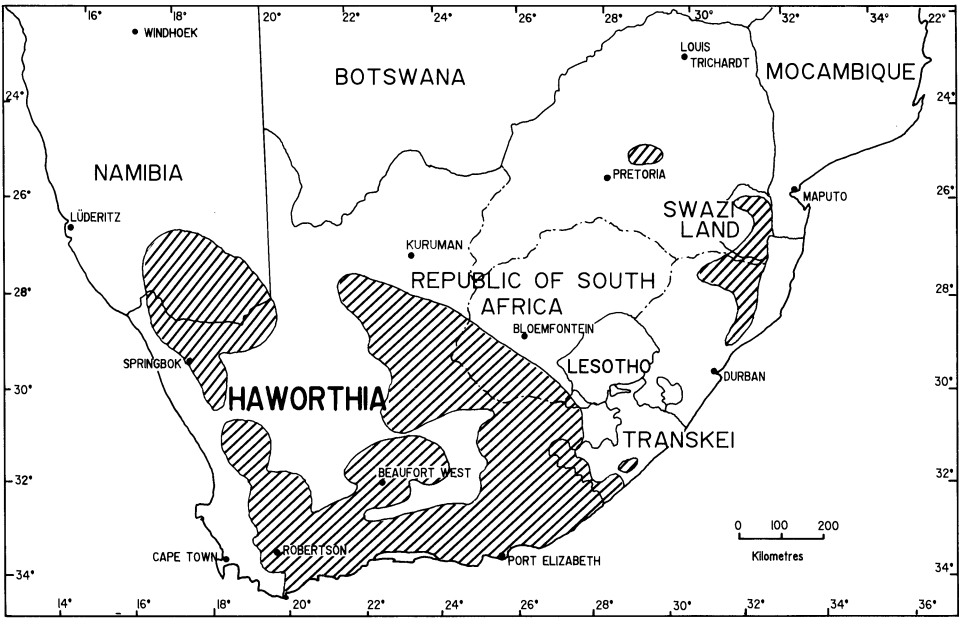 18° 20° 22° 24° 26° 28° 30° 32° 34° 22°
WINDHOEK
LOUIS
TRICHARDT
BOTSWANA
MOCAMBIQUE
24° 24°
NAMIBIA
PRETORIA
26° 26°
MAPUTO
LÜDERITZ
SWAZI
LAND
KURUMAN
REPUBLIC OF SOUTH
AFRICA
28° 28°
BLOEMFONTEIN
SPRINGBOK
LESOTHO
DURBAN
30° 30°
HAWORTHIA
TRANSKEI
BEAUFORT WEST
32° 32°
0 100 200
Kilometres
CAPE TOWN
ROBERTSON
PORT ELIZABETH
34° 34°
14° 16° 18° 20° 22° 24° 26° 28° 30° 32° 34° 36°